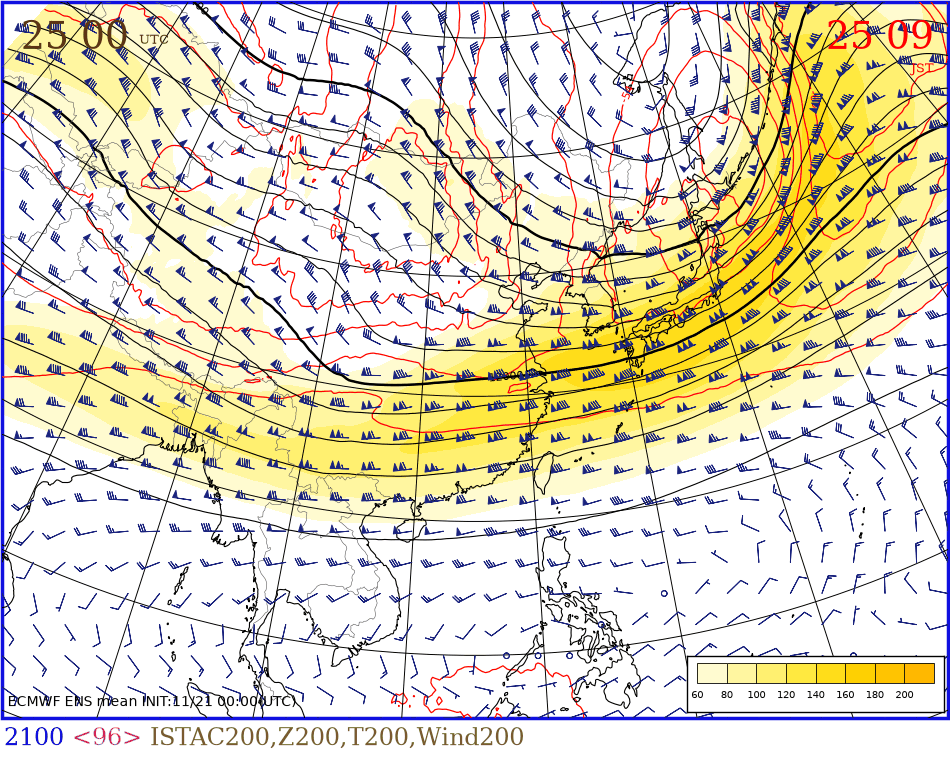 25 00 UTC
25 09
JST
12000
60 80 100 120 140 160 180 200
ECMWF ENS mean INIT:11/21 00:00(UTC)
2100 <96> ISTAC200,Z200,T200,Wind200